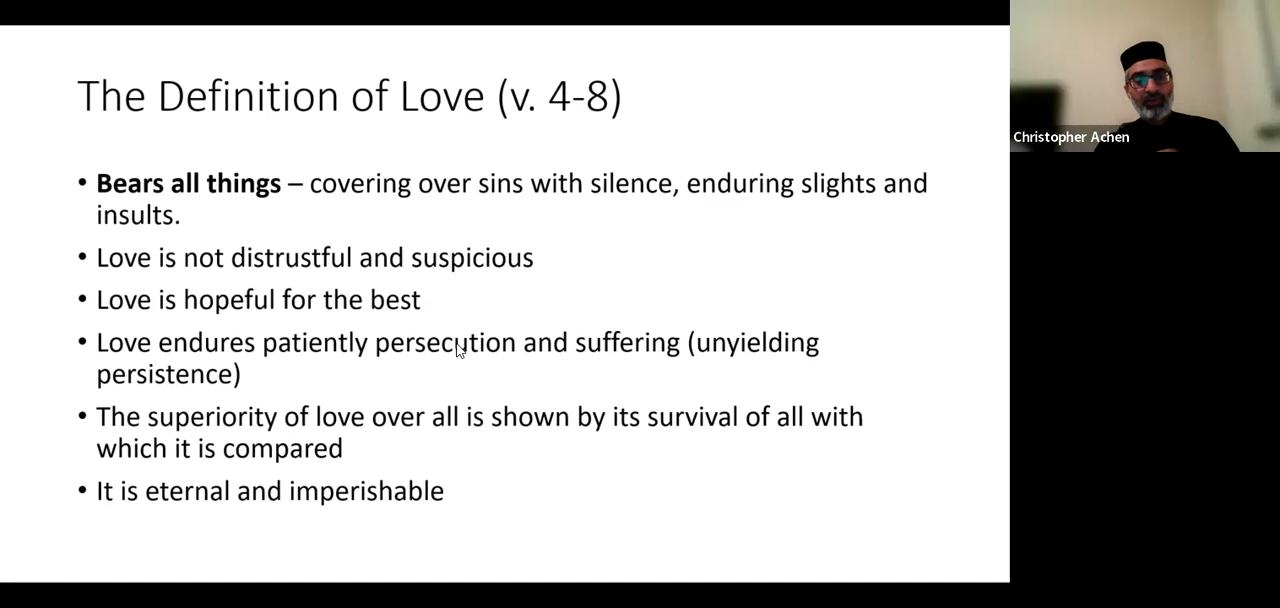 The Definition of Love (v. 4-8)
• Bears all things – covering over sins with silence, enduring slights and
insults.
• Love is not distrustful and suspicious
• Love is hopeful for the best
• Love endures patiently persecution and suffering (unyielding
persistence)
• The superiority of love over all is shown by its survival of all with
which it is compared
• It is eternal and imperishable
Christopher Achen